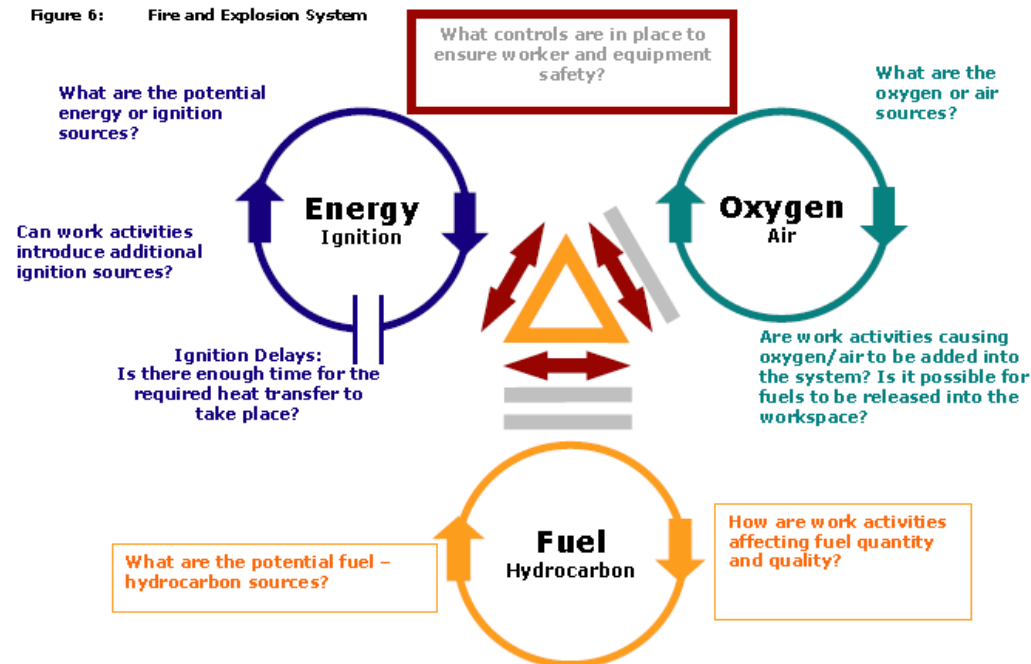 Figure 6: Fire and Explosion System
What controls are in place to
ensure worker and equipment
safety?
What are the potential
energy or ignition
sources?
What are the
oxygen or air
sources?
Energy
Ignition
Oxygen
Air
Can work activities
introduce additional
ignition sources?
Ignition Delays:
Is there enough time for the
required heat transfer to
take place?
Are work activities causing
oxygen/air to be added into
the system? Is it possible for
fuels to be released into the
workspace?
Fuel
Hydrocarbon
What are the potential fuel –
hydrocarbon sources?
How are work activities
affecting fuel quantity
and quality?